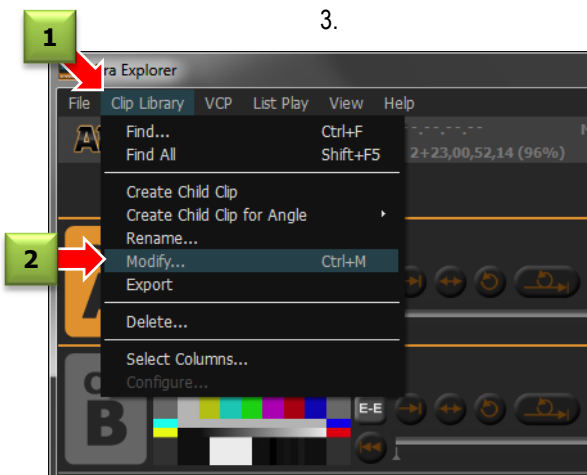 3.
1
ra Explorer
File Clip Library VCP List Play View Help
Find... Ctrl+F
Find All Shift+F5
--.--.--.--
2+23,00,52,14 (96%)
Create Child Clip
Create Child Clip for Angle
Rename...
2
Modify... Ctrl+M
Export
Delete...
Select Columns...
Configure...
B
E-E